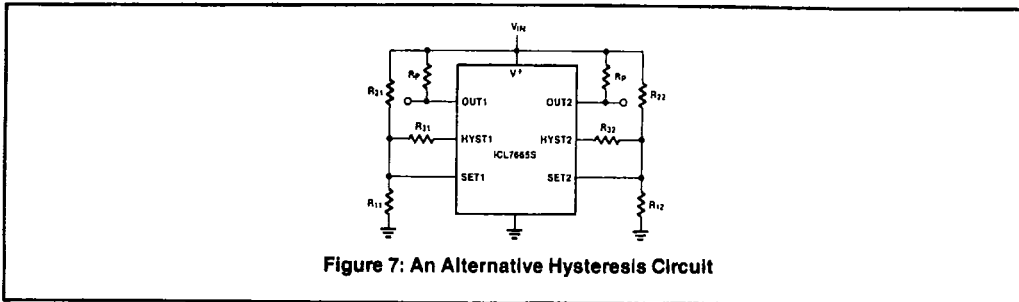 VIN
V+
R21
RP
RP
R22
OUT1
OUT2
R31
HYST1
HYST2
R32
ICL7665S
SET1
SET2
R11
R12
Figure 7: An Alternative Hysteresis Circuit